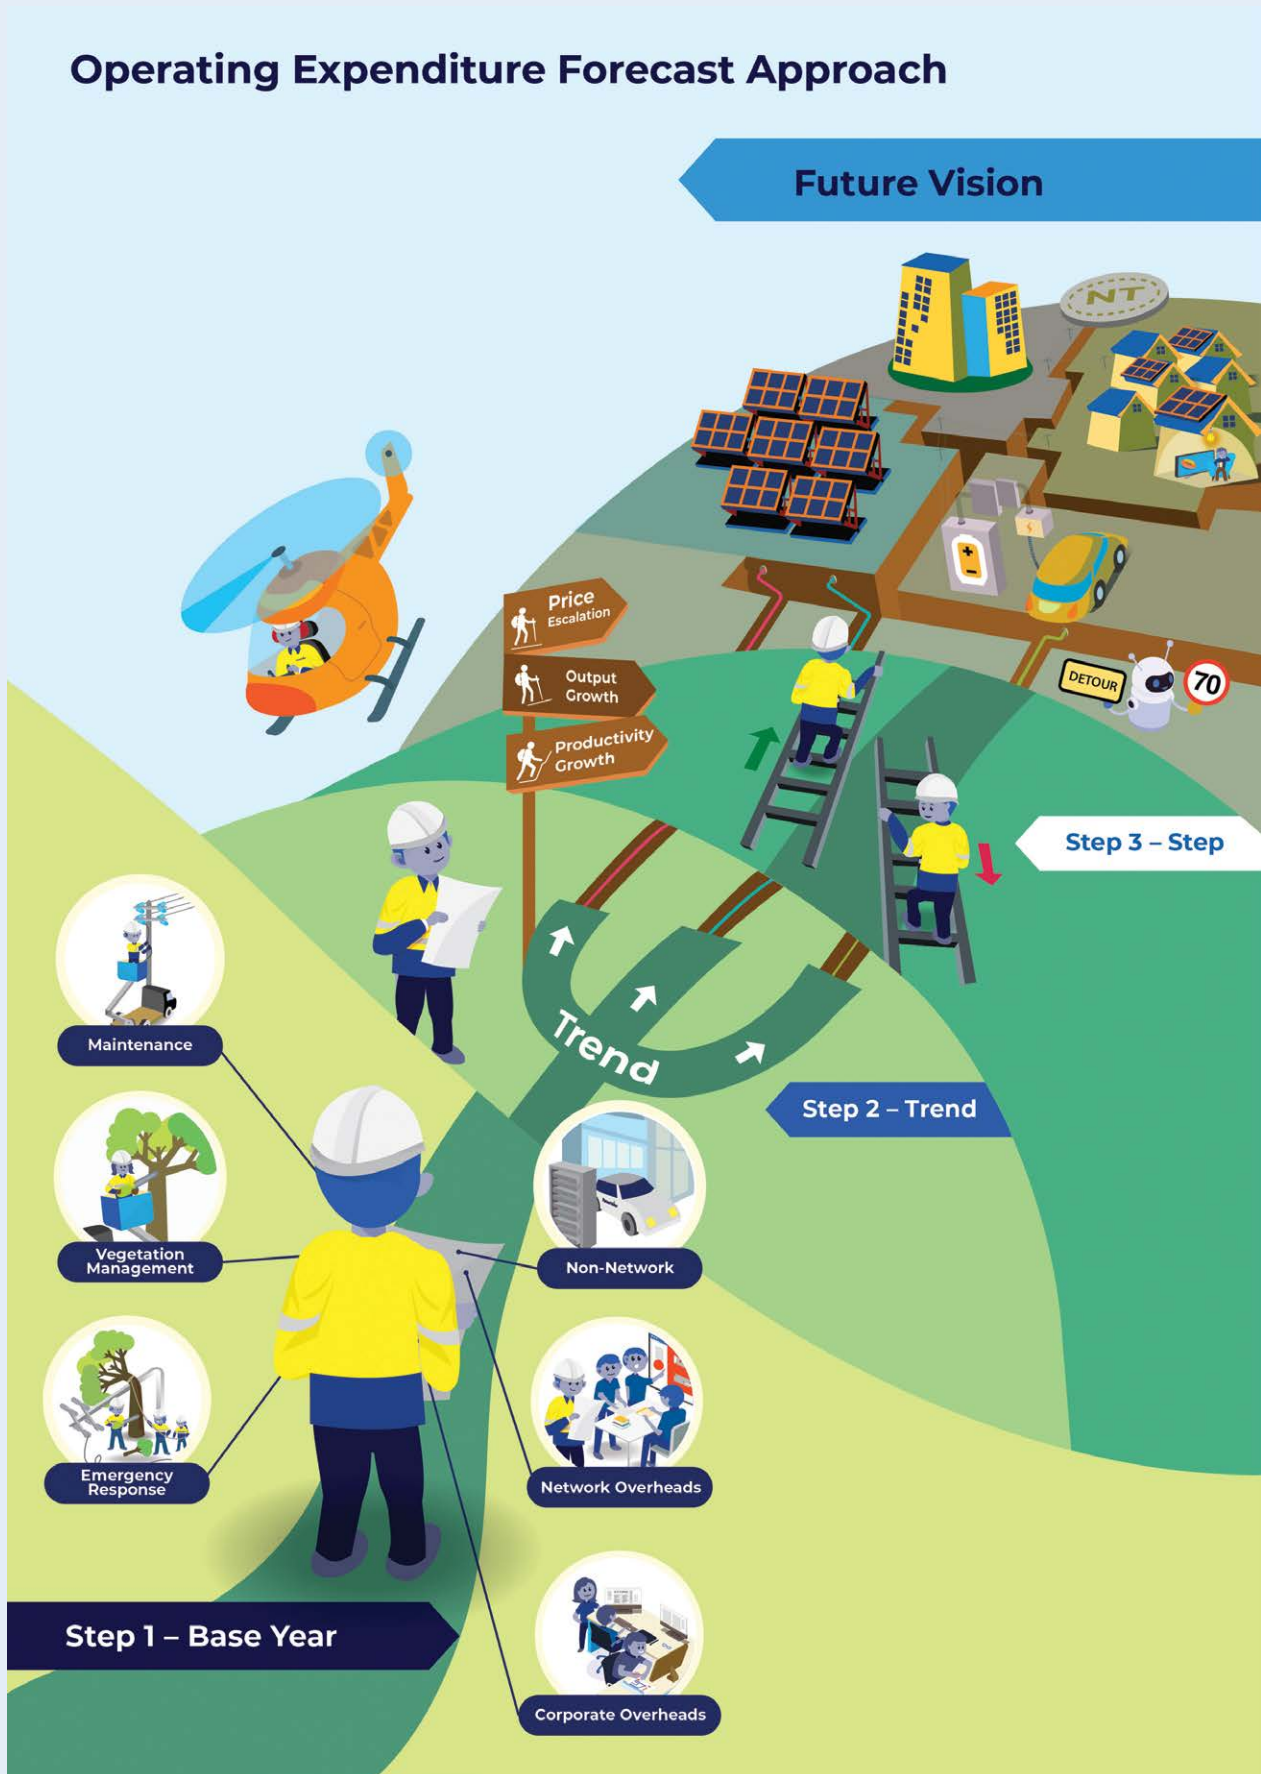 Operating Expenditure Forecast Approach
Future Vision
NT
Price
Escalation
Output
Growth
Productivity
Growth
DETOUR
70
Step 3 – Step
Trend
Step 2 – Trend
Maintenance
Vegetation
Management
Emergency
Response
Non-Network
Network Overheads
Corporate Overheads
Step 1 – Base Year